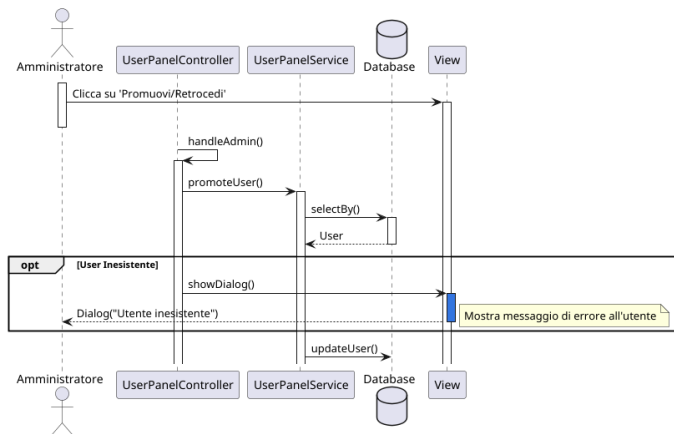 Amministratore
UserPanelController
UserPanelService
Database
View
Clicca su 'Promuovi/Retrocedi'
handleAdmin()
promoteUser()
selectBy()
User
opt
[User Inesistente]
showDialog()
Dialog("Utente inesistente")
Mostra messaggio di errore all'utente
updateUser()
Amministratore
UserPanelController
UserPanelService
Database
View